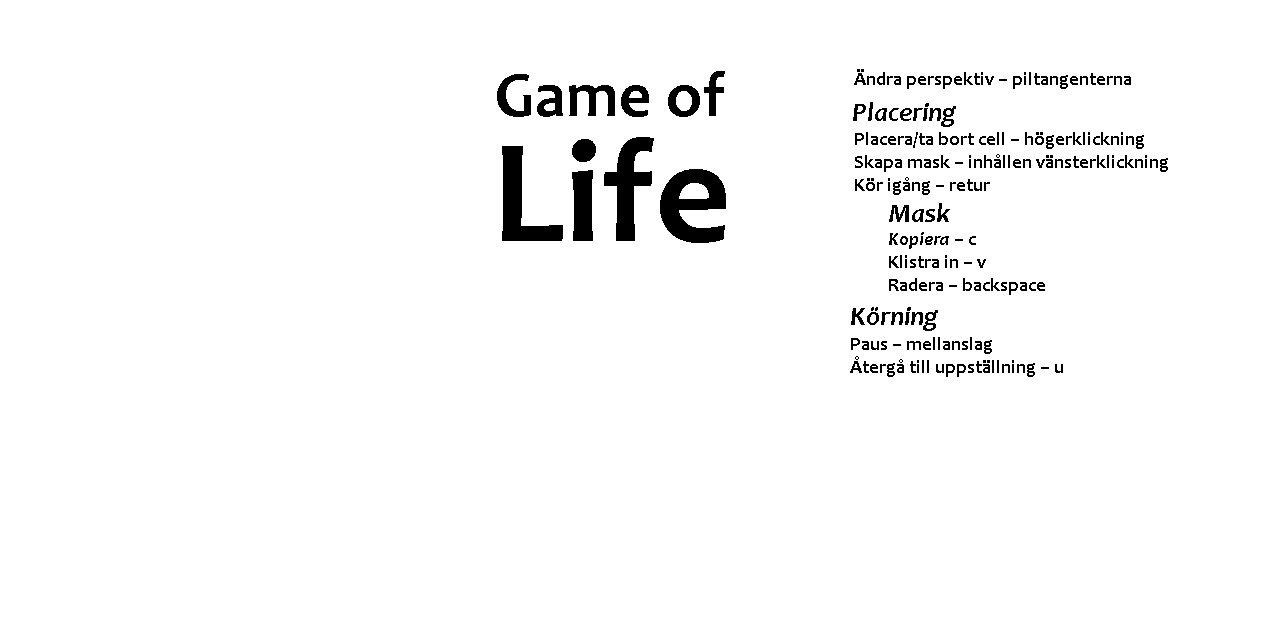 Game of
Life
Ändra perspektiv – piltangenterna
Placering
Placera/ta bort cell – högerklickning
Skapa mask – inhållen vänsterklickning
Kör igång – retur
Mask
Kopiera – c
Klistra in – v
Radera – backspace
Körning
Paus – mellanslag
Återgå till uppställning – u